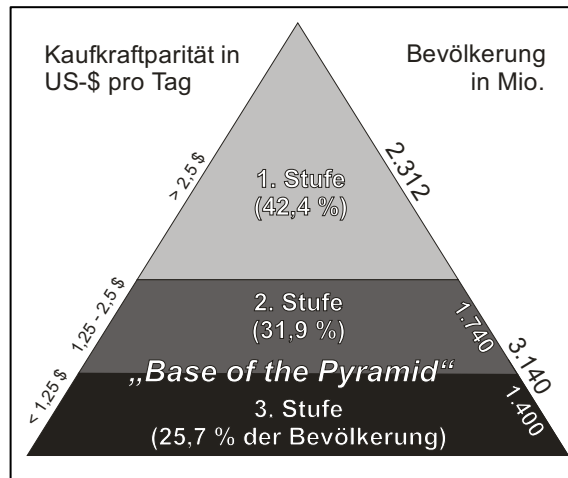 Kaufkraftparität in
US-$ pro Tag
Bevölkerung
in Mio.
> 2,5 $
1. Stufe
(42,4 %)
2.312
1,25 - 2,5 $
2. Stufe
(31,9 %)
1.740
„Base of the Pyramid“
3.140
< 1,25 $
3. Stufe
(25,7 % der Bevölkerung)
1.400